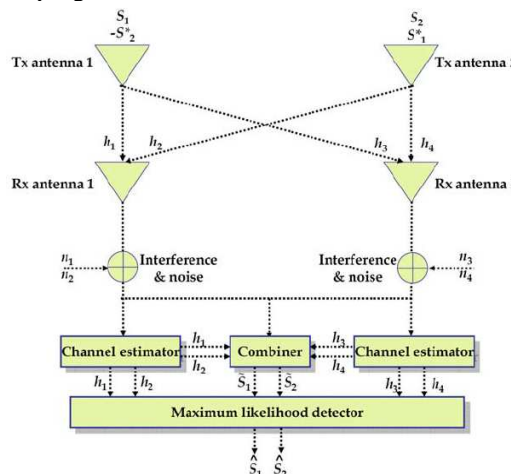 S1 S2
-S*2 S*1
Tx antenna 1 Tx antenna
h1 h2 h3 h4
Rx antenna 1 Rx antenna
n1 Interference Interference n3
n2 & noise & noise n4
h1 h3
Channel estimator Combiner Channel estimator
h2 h4
h1 h2 S̃1 S̃2 h3 h4
Maximum likelihood detector
Ŝ1 Ŝ2